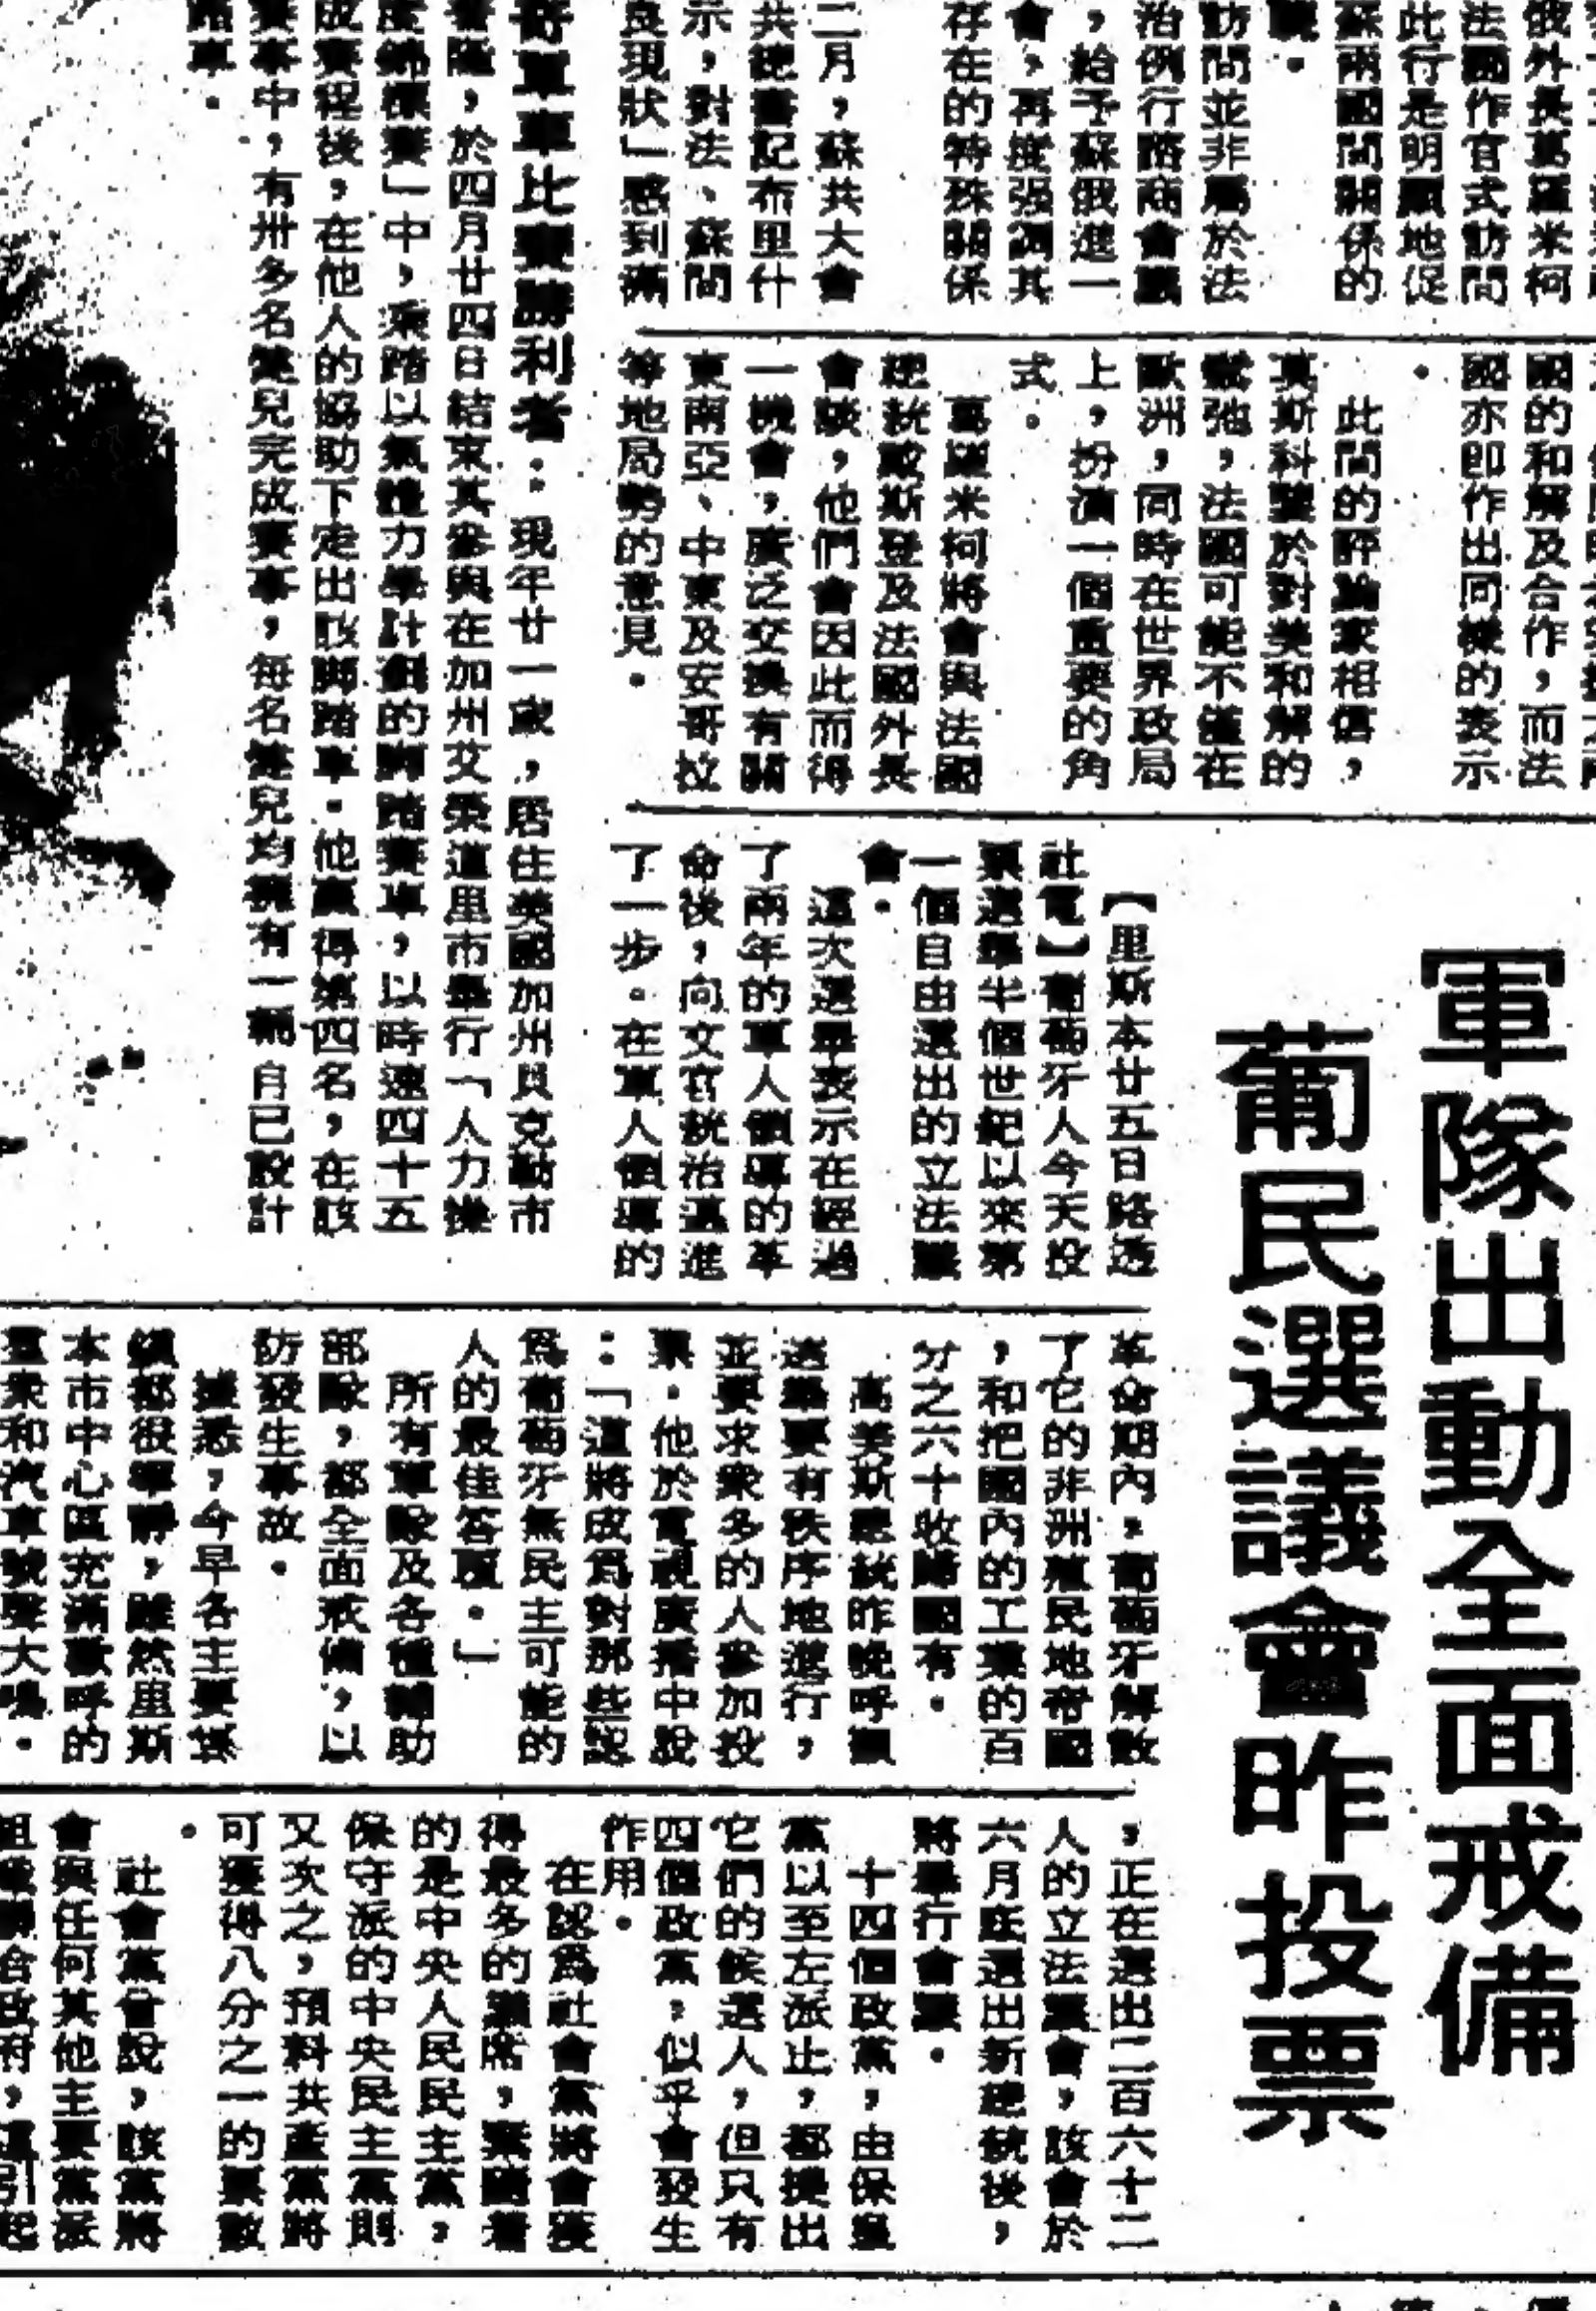 俄外長萬羅米柯
法國作官式訪問
此行是明顯地促
蘇兩國間關係的
。
訪問並非屬於法
治例行諮商會議
，給予蘇俄進一
會，再度强調其
存在的特殊關係
二月，蘇共大會
共總書記布里什
示，對法、蘇間
良現狀」感到滿
國的和解及合作，而法
國亦即作出同樣的表示
。
此間的評論家相信，
莫斯科鑒於對美和解的
鬆弛，法國可能不僅在
歐洲，同時在世界政局
上，扮演一個重要的角
式。
萬羅米柯將會與法國
總統戴斯登及法國外長
會談，他們會因此而得
一機會，廣泛交換有關
東南亞、中東及安哥拉
等地局勢的意見。
奇單車比賽勝利者：現年廿一歲，居住美國加州貝克勒市
著隆，於四月廿四日結束其參與在加州艾榮道里市舉行「人力操
度錦標賽」中，乘踏以氣體力學計劃的脚踏賽車，以時速四十五
成賽程後，在他人的協助下走出該脚踏車。他贏得第四名，在該
賽事中，有卅多名健兒完成賽事，每名健兒均擁有一輛自己設計
踏車。
軍隊出動全面戒備
葡民選議會昨投票
【里斯本廿五日路透
社電】葡萄牙人今天投
票選舉半個世紀以來第
一個自由選出的立法議
會。
這次選舉表示在經過
了兩年的軍人領導的革
命後，向文官統治邁進
了一步。在軍人領導的
革命期內，葡萄牙解散
了它的非洲殖民地帝國
，和把國內的工業的百
分之六十收歸國有。
高美斯總統昨晚呼籲
選舉要有秩序地進行，
並要求衆多的人參加投
票。他於電視廣播中說
：「這將成爲對那些認
爲葡萄牙無民主可能的
人的最佳答覆。」
所有軍隊及各種輔助
部隊，都全面戒備，以
防發生事故。
據悉，今早各主要城
鎮都很寧靜，雖然里斯
本市中心區充滿歡呼的
羣衆和汽車號聲大鳴。
，正在選出二百六十二
人的立法議會，該會於
六月底選出新總統後，
將舉行會議。
十四個政黨，由保皇
黨以至左派止，都提出
它們的候選人，但只有
四個政黨，似乎會發生
作用。
在認爲社會黨將會獲
得最多的議席，緊隨着
的是中央人民民主黨，
保守派的中央民主黨則
又次之，預料共產黨將
可獲得八分之一的票數
。
社會黨曾說，該黨將
會與任何其他主要黨派
組織聯合政府，